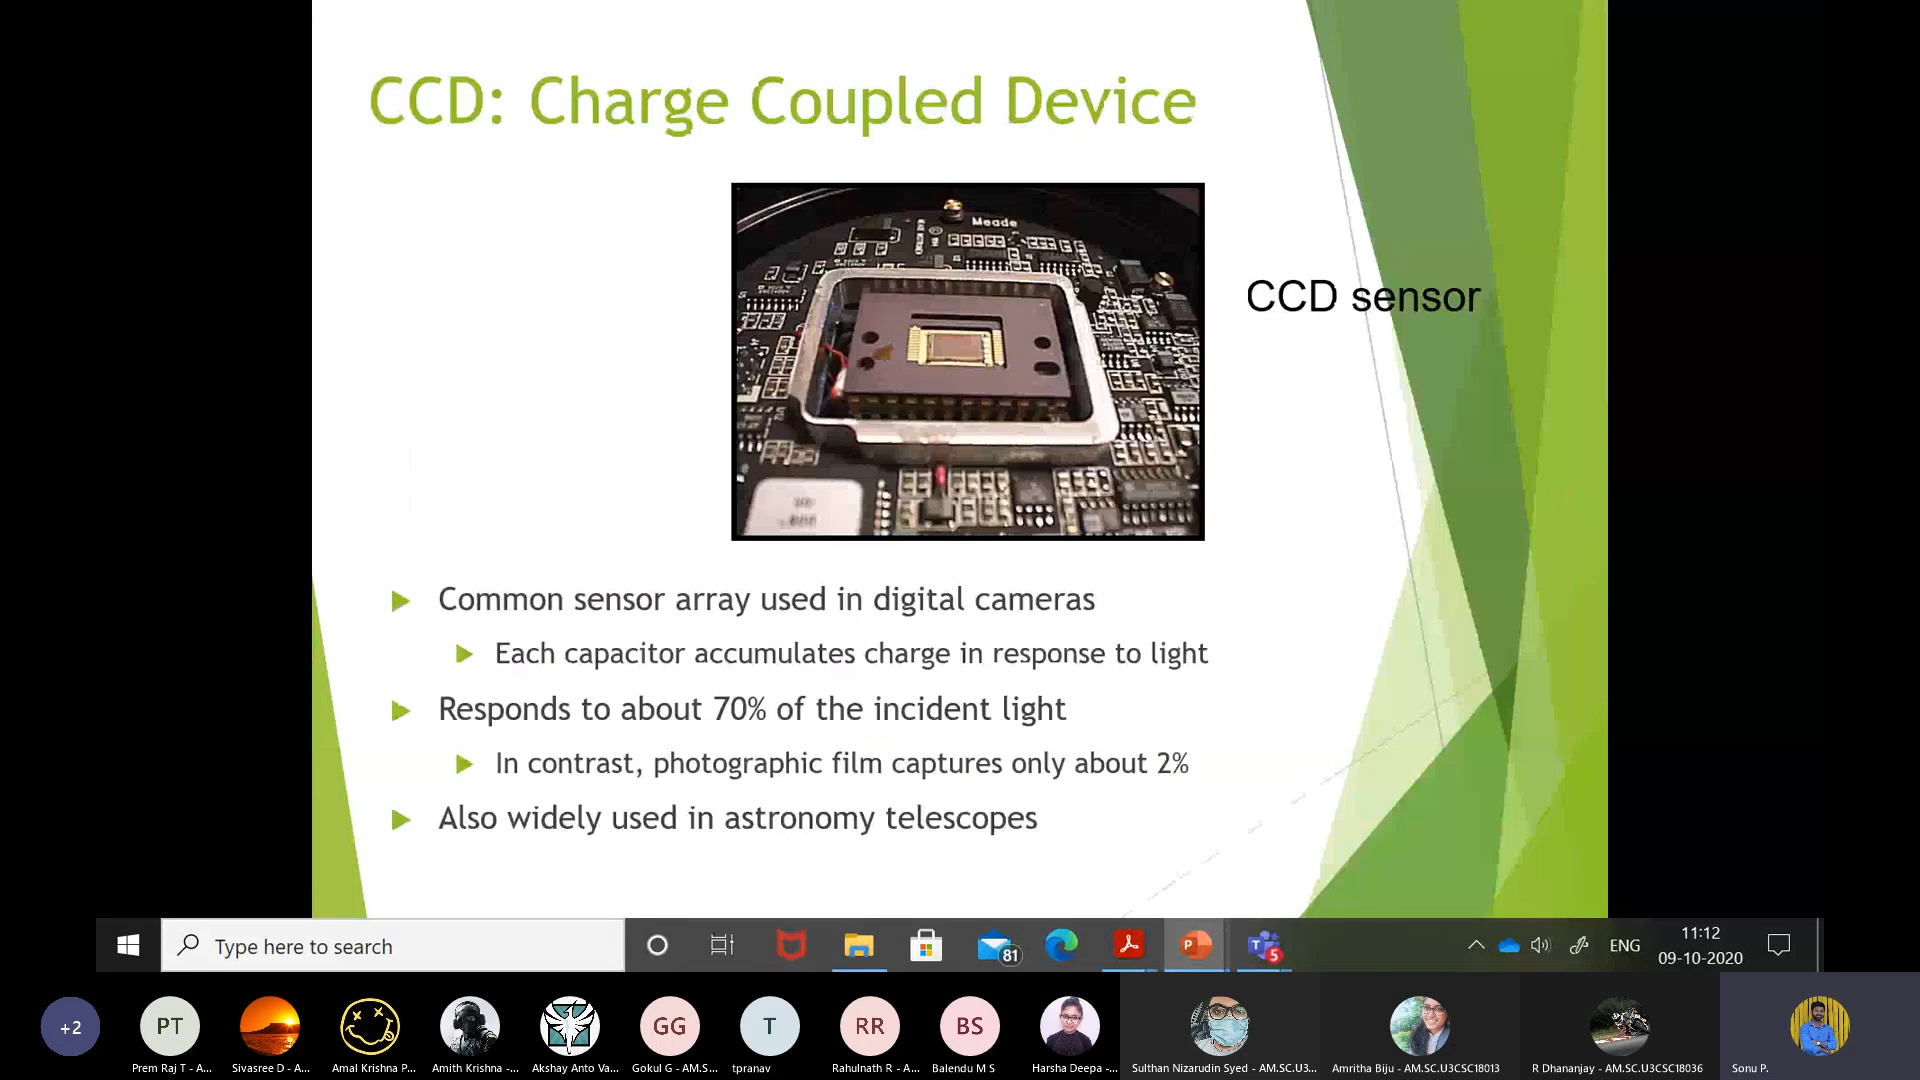 CCD: Charge Coupled Device
Meade
CCD sensor
Common sensor array used in digital cameras
Each capacitor accumulates charge in response to light
Responds to about 70% of the incident light
In contrast, photographic film captures only about 2%
Also widely used in astronomy telescopes
Type here to search
81
P
T
5
ENG
11:12
09-10-2020
+2
PT
GG
T
RR
BS
Prem Raj T - A...
Sivasree D - A...
Amal Krishna P...
Amith Krishna -...
Akshay Anto Va...
Gokul G - AM.S...
tpranav
Rahulnath R - A...
Balendu M S
Harsha Deepa -...
Sulthan Nizarudin Syed - AM.SC.U3...
Amritha Biju - AM.SC.U3CSC18013
R Dhananjay - AM.SC.U3CSC18036
Sonu P.